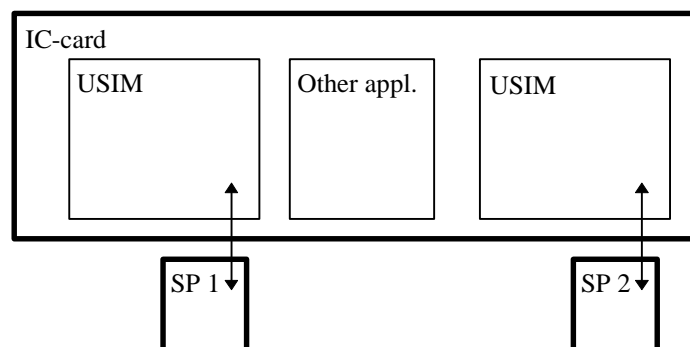 IC-card
USIM
Other appl.
USIM
SP 1
SP 2